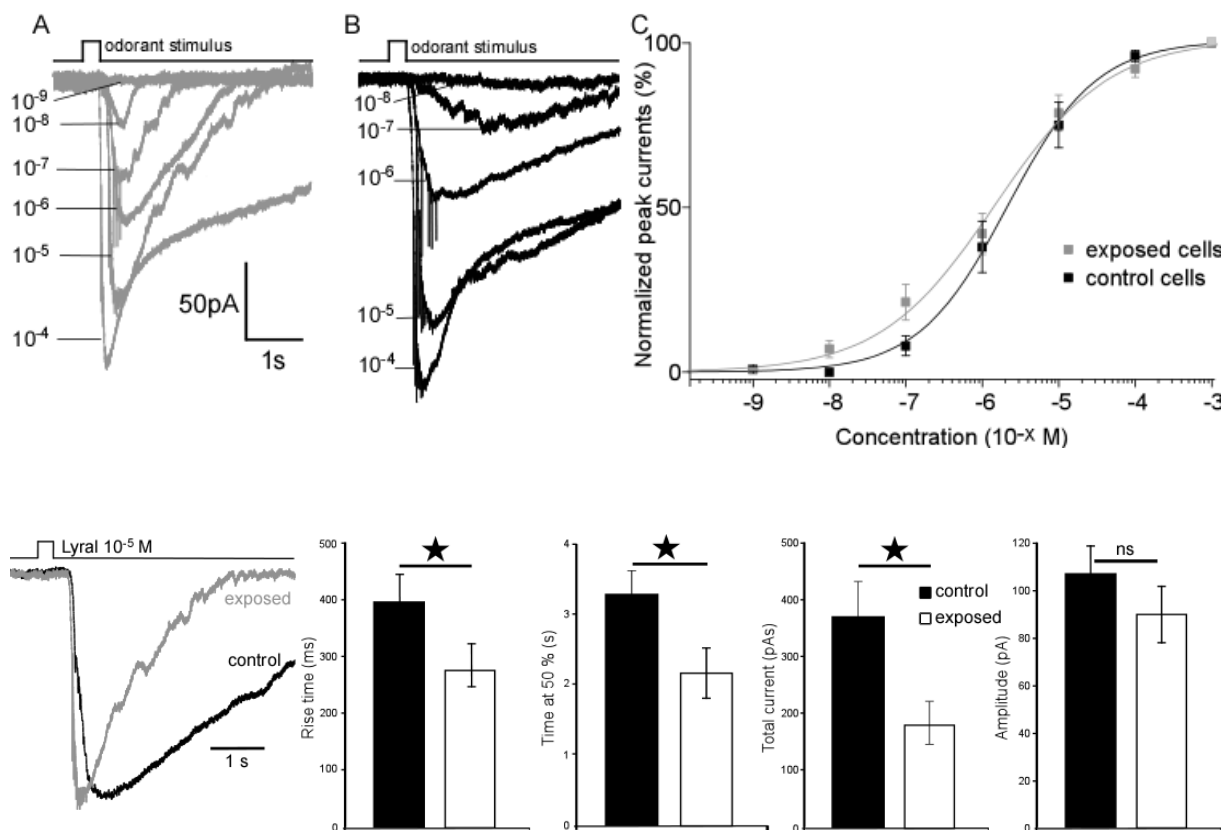 A
odorant stimulus
10⁻⁹
10⁻⁸
10⁻⁷
10⁻⁶
10⁻⁵
10⁻⁴
50pA
1s
B
odorant stimulus
10⁻⁸
10⁻⁷
10⁻⁶
10⁻⁵
10⁻⁴
C
Normalized peak currents (%)
100
50
0
exposed cells
control cells
-9 -8 -7 -6 -5 -4 -3
Concentration (10⁻ˣ M)
Lyral 10⁻⁵ M
exposed
control
1 s
Rise time (ms)
500
400
300
200
100
0
★
Time at 50 % (s)
4
3
2
1
0
★
Total current (pAs)
500
400
300
200
100
0
★
control
exposed
Amplitude (pA)
120
100
80
60
40
20
0
ns